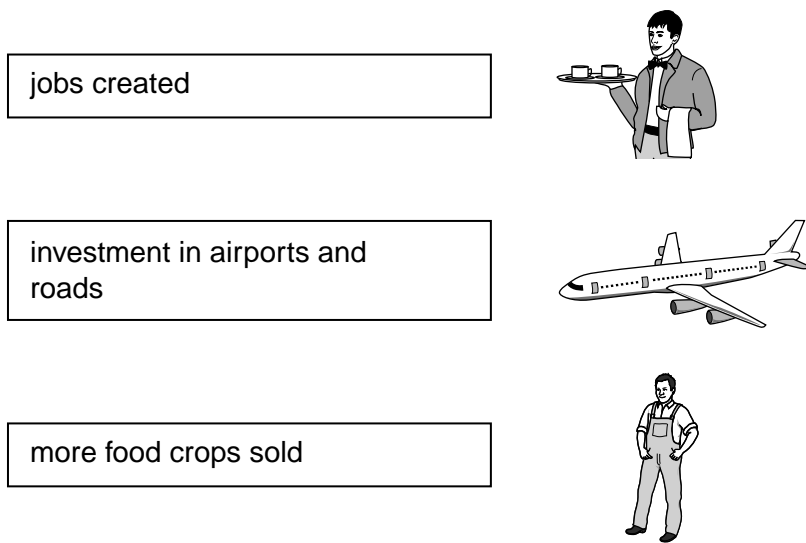 jobs created
investment in airports and
roads
more food crops sold